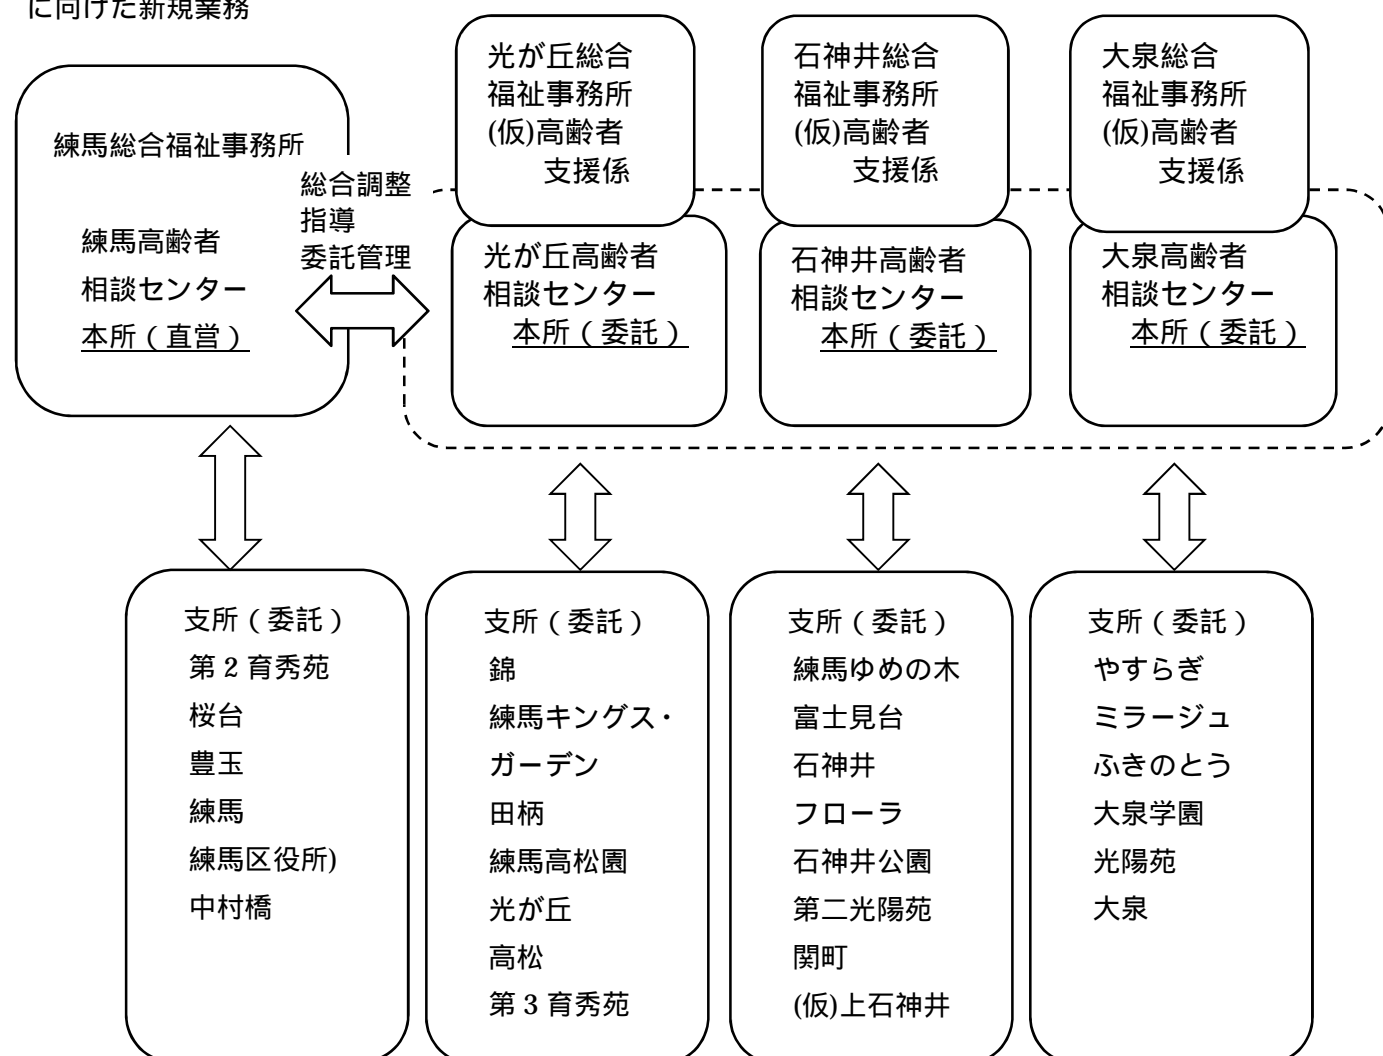 に向けた新規業務
練馬総合福祉事務所
練馬高齢者
相談センター
本所（直営）
総合調整
指導
委託管理
光が丘総合
福祉事務所
(仮)高齢者
支援係
石神井総合
福祉事務所
(仮)高齢者
支援係
大泉総合
福祉事務所
(仮)高齢者
支援係
光が丘高齢者
相談センター
本所（委託）
石神井高齢者
相談センター
本所（委託）
大泉高齢者
相談センター
本所（委託）
支所（委託）
第2育秀苑
桜台
豊玉
練馬
練馬区役所)
中村橋
支所（委託）
錦
練馬キングス・
ガーデン
田柄
練馬高松園
光が丘
高松
第3育秀苑
支所（委託）
練馬ゆめの木
富士見台
石神井
フローラ
石神井公園
第二光陽苑
関町
(仮)上石神井
支所（委託）
やすらぎ
ミラージュ
ふきのとう
大泉学園
光陽苑
大泉